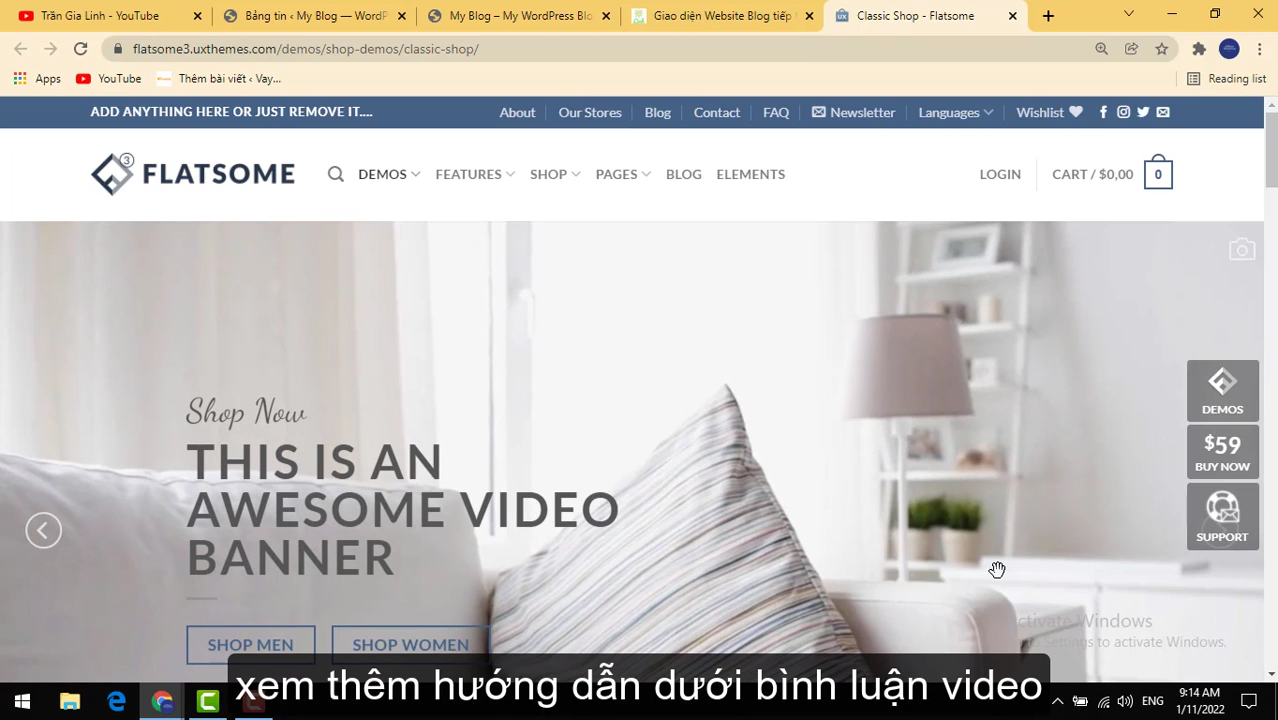 Trần Gia Linh - YouTube
Bảng tin ‹ My Blog — WordP
My Blog – My WordPress Blo
Giao diện Website Blog tiếp t
Classic Shop - Flatsome
flatsome3.uxthemes.com/demos/shop-demos/classic-shop/
Apps
YouTube
Thêm bài viết ‹ Vay...
Reading list
ADD ANYTHING HERE OR JUST REMOVE IT....
About
Our Stores
Blog
Contact
FAQ
Newsletter
Languages
Wishlist
3
FLATSOME
DEMOS
FEATURES
SHOP
PAGES
BLOG
ELEMENTS
LOGIN
CART / $0,00
0
Shop Now
THIS IS AN
AWESOME VIDEO
BANNER
SHOP MEN
SHOP WOMEN
DEMOS
$59
BUY NOW
SUPPORT
ctivate Windows
to Settings to activate Windows.
xem thêm hướng dẫn dưới bình luận video
ENG
9:14 AM
1/11/2022